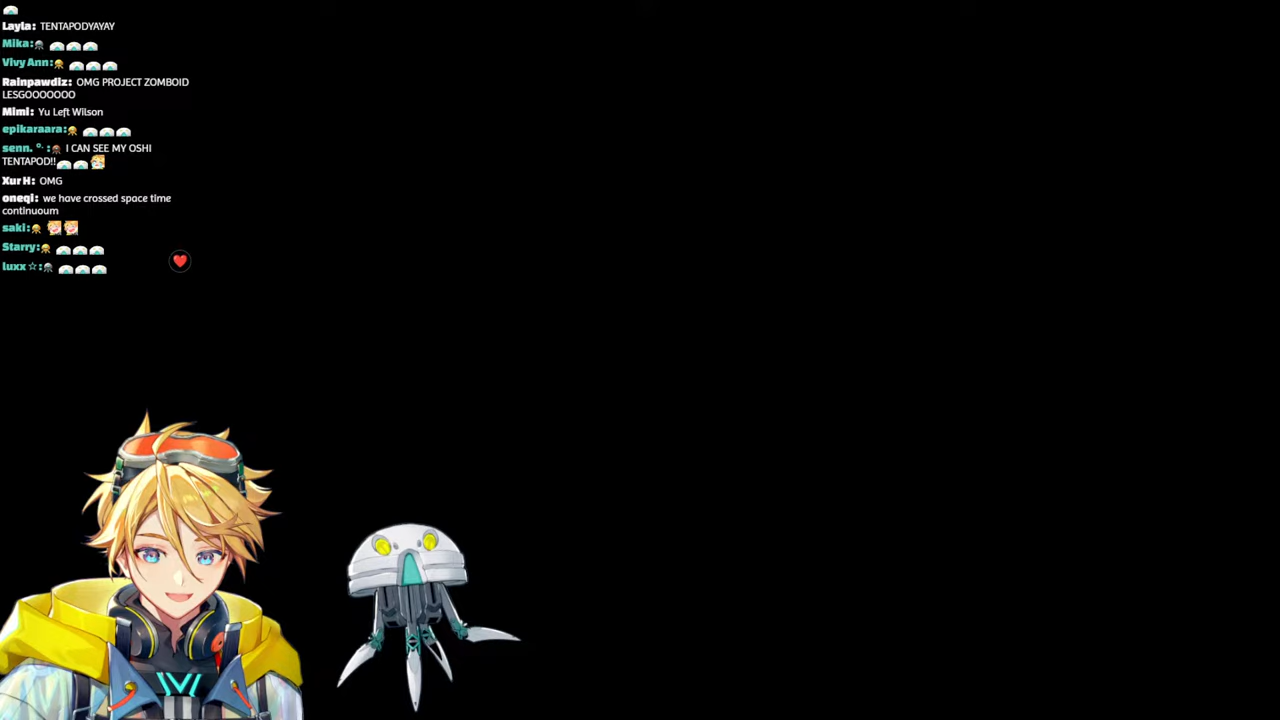 Layla: TENTAPODYAYAY
Mika:
Vivy Ann:
Rainpawdiz: OMG PROJECT ZOMBOID
LESGOOOOOOO
Mimi: Yu Left Wilson
epikaraara:
senn. °· : I CAN SEE MY OSHI
TENTAPOD!!
Xur H: OMG
oneqi: we have crossed space time
continuoum
saki:
Starry:
luxx ☆: